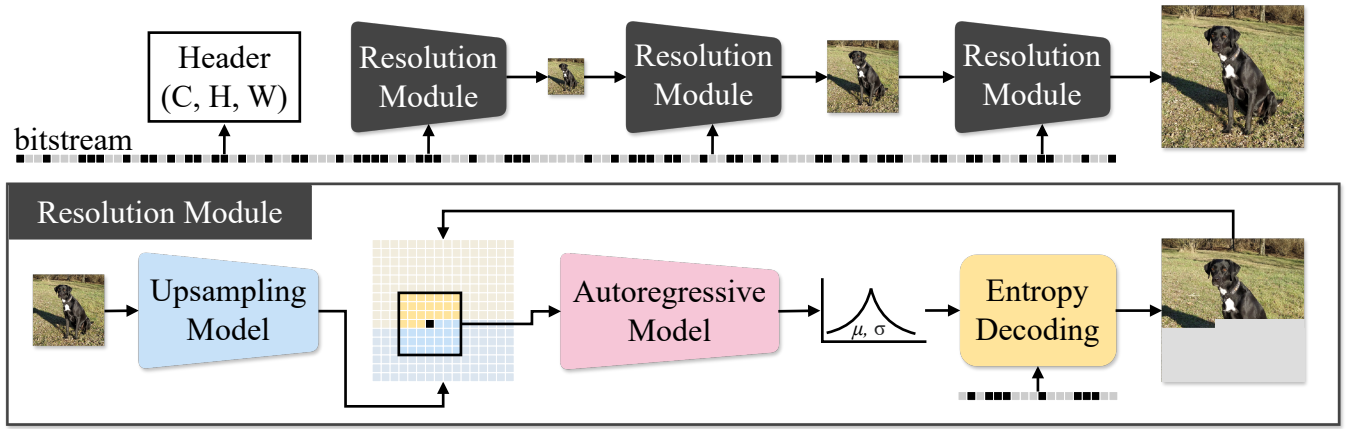 Header
(C, H, W)
Resolution
Module
Resolution
Module
Resolution
Module
bitstream
Resolution Module
Upsampling
Model
Autoregressive
Model
μ, σ
Entropy
Decoding